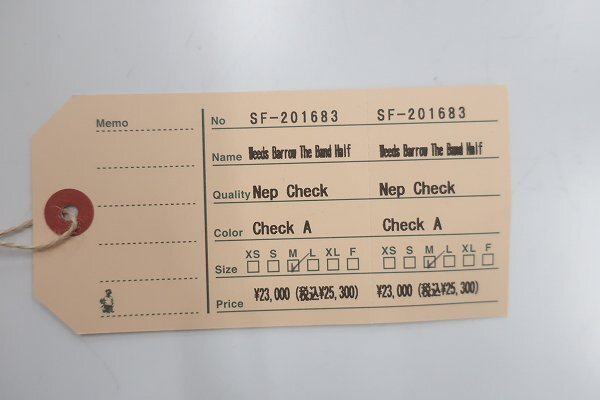 Memo
No SF-201683 SF-201683
Name Weeds Barrow The Band Half Weeds Barrow The Band Half
Quality Nep Check Nep Check
Color Check A Check A
XS S M L XL F XS S M L XL F
Size
Price ¥23,000 (税込¥25,300) ¥23,000 (税込¥25,300)